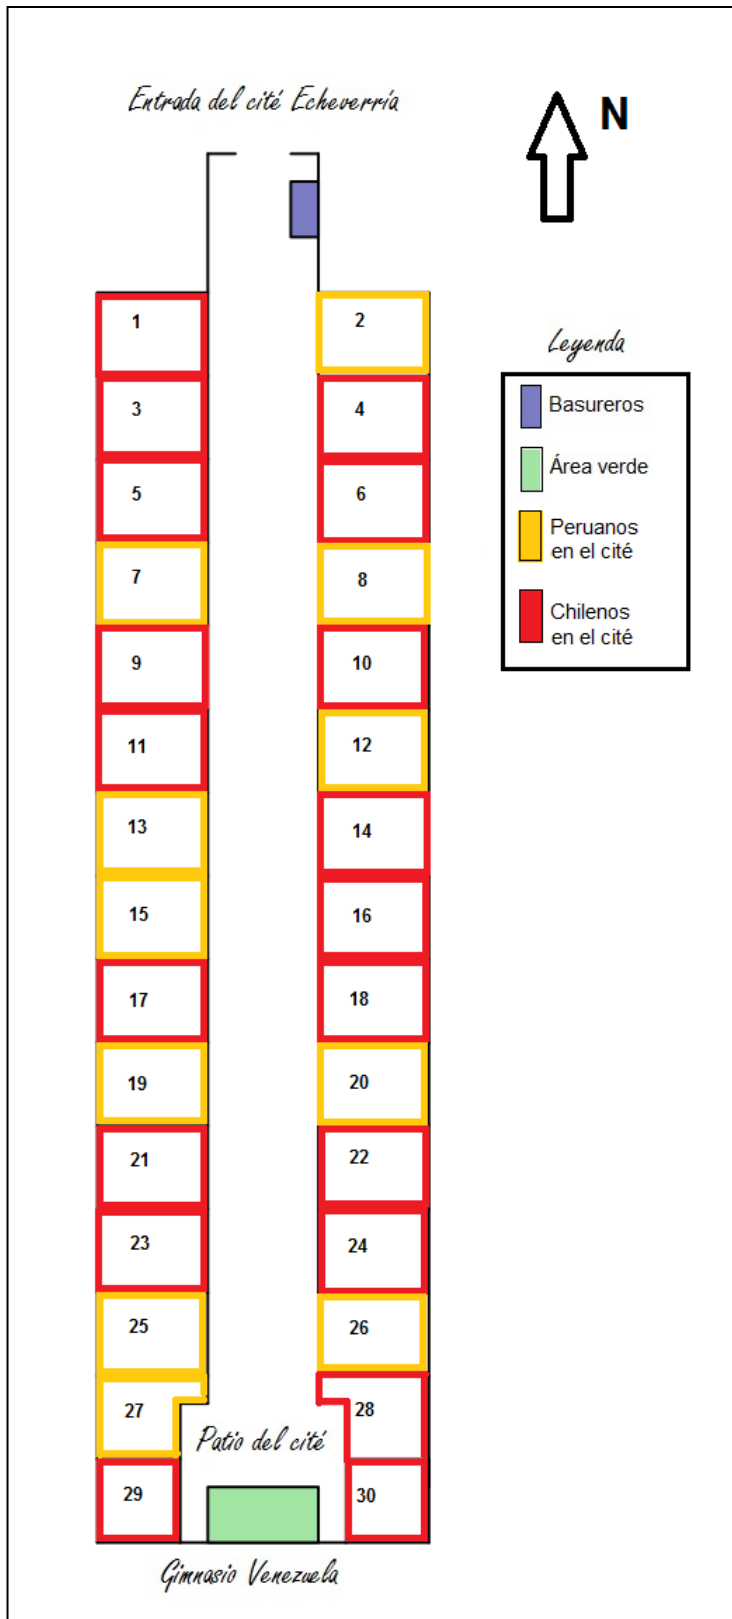 Entrada del cité Echeverría
N
1
2
3
4
5
6
7
8
9
10
11
12
13
14
15
16
17
18
19
20
21
22
23
24
25
26
27
28
Patio del cité
29
30
Gimnasio Venezuela
Leyenda
Basureros
Área verde
Peruanos
en el cité
Chilenos
en el cité